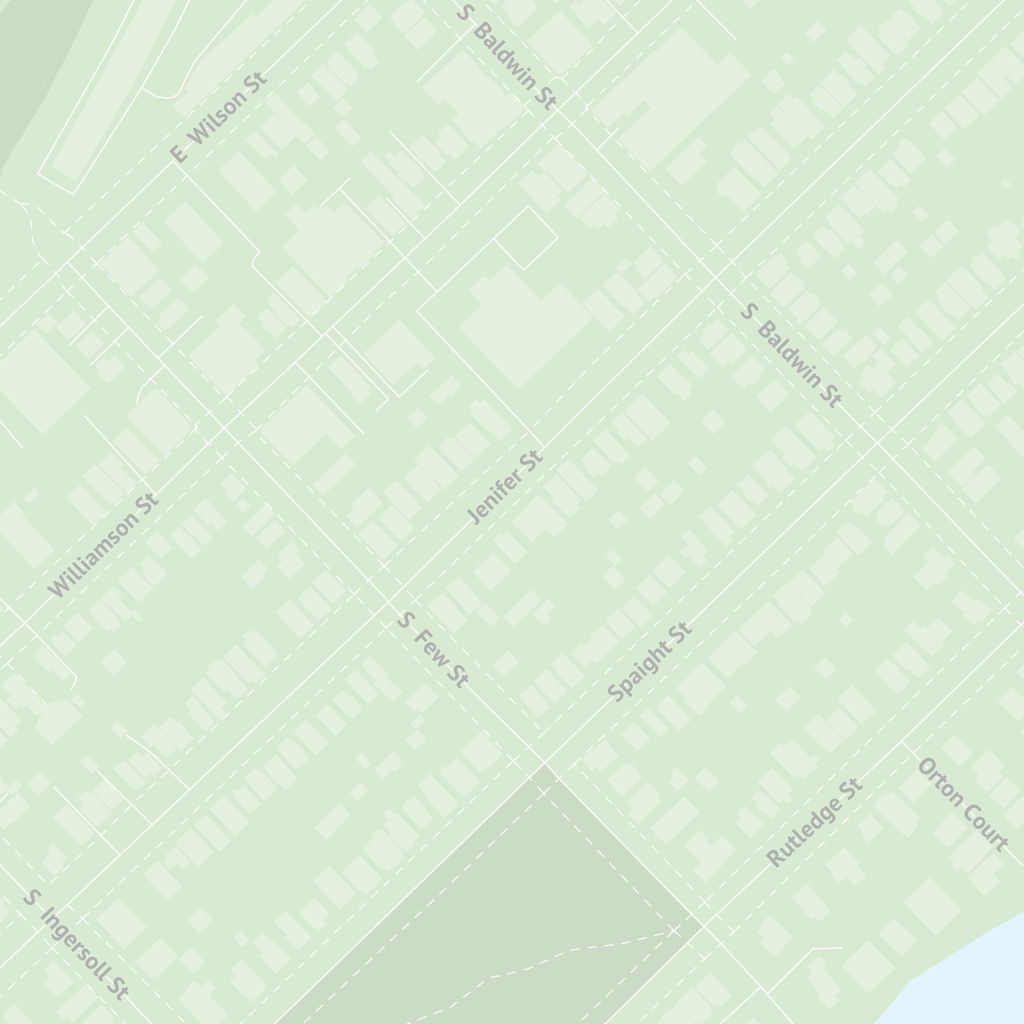 S Baldwin St
E Wilson St
S Baldwin St
Jenifer St
Williamson St
S Few St
Spaight St
Orton Court
Rutledge St
S Ingersoll St